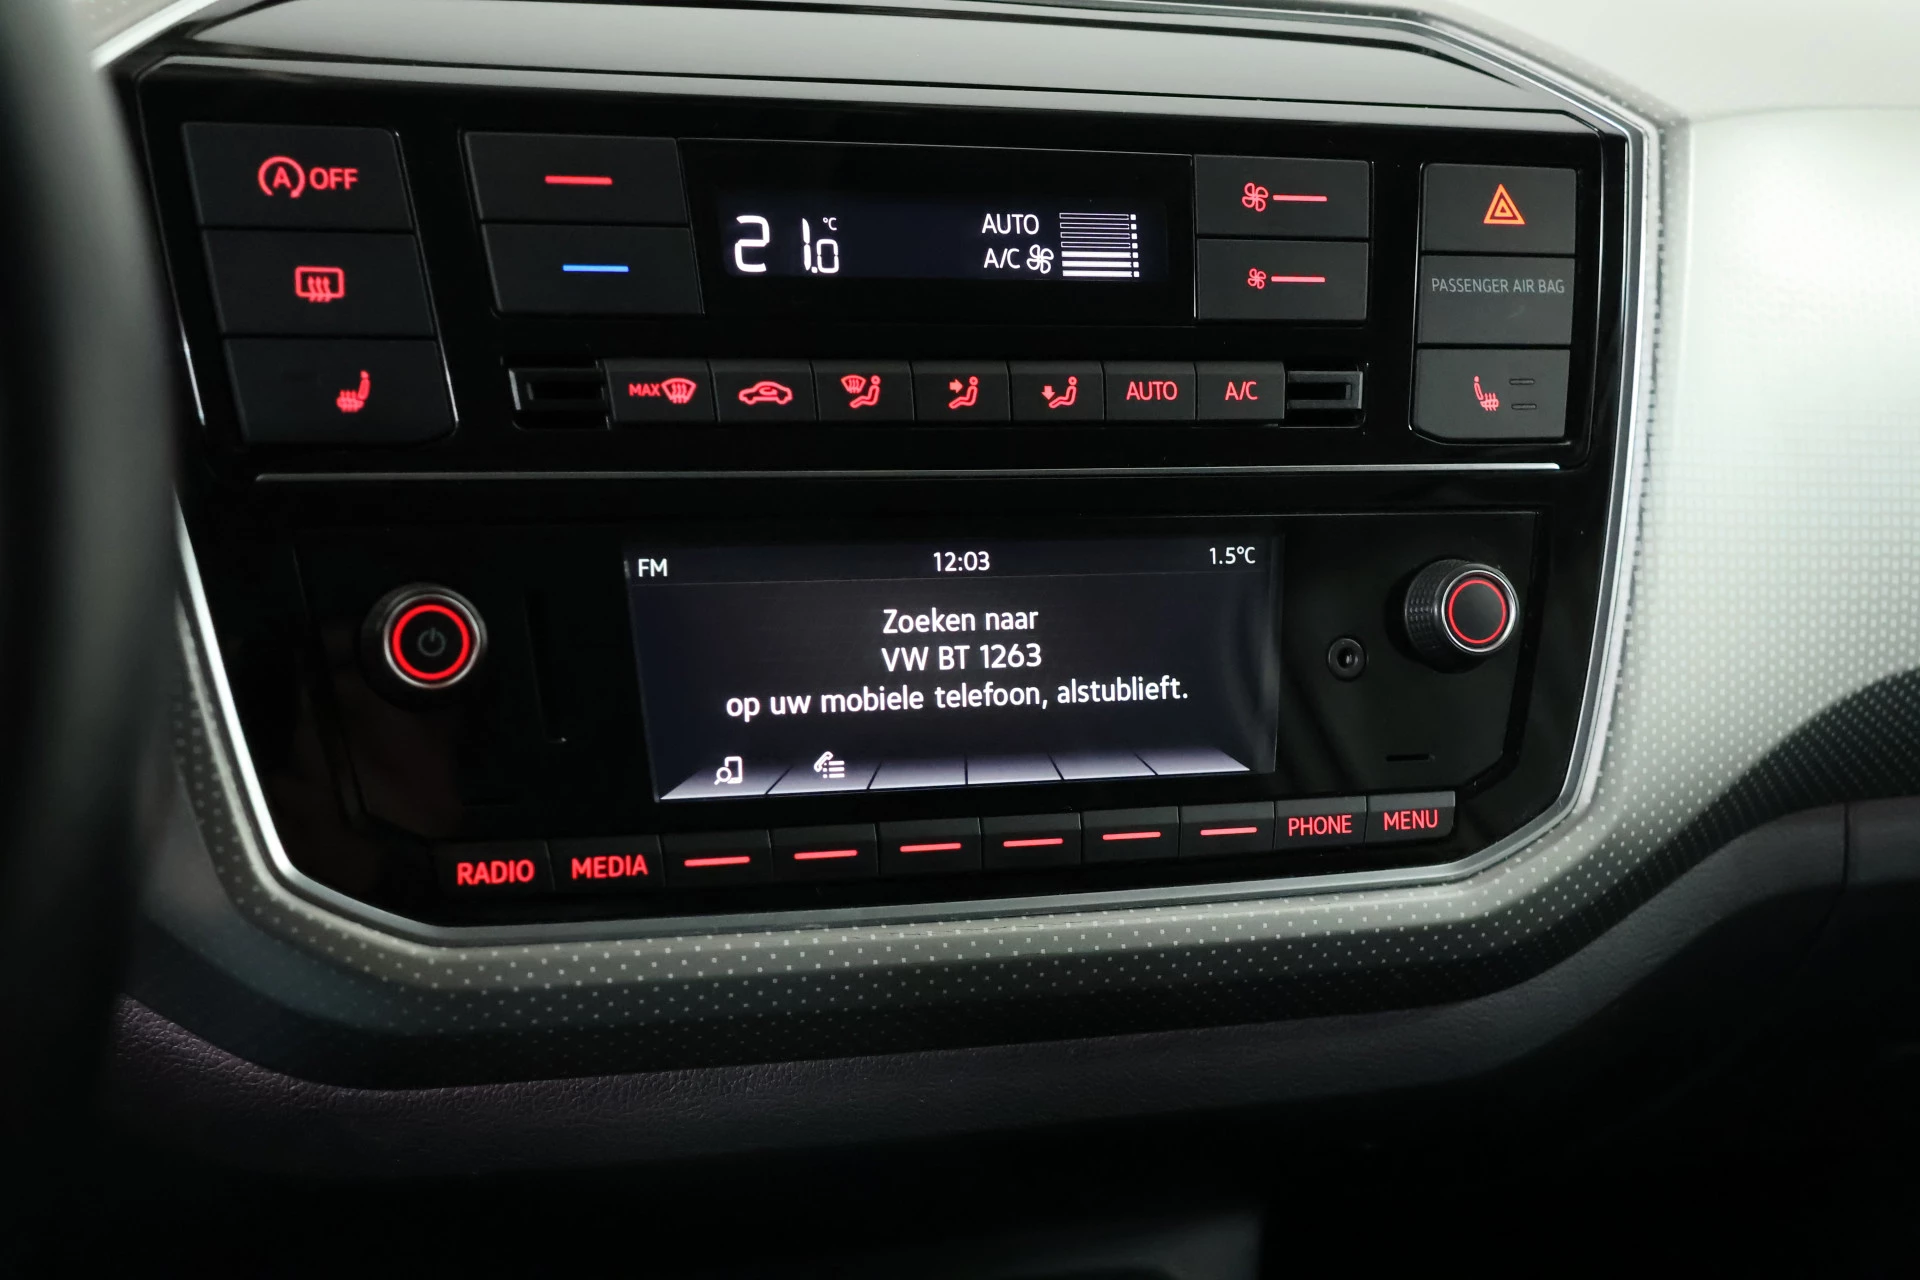 A OFF
21.0 °C
AUTO
A/C
PASSENGER AIR BAG
MAX
AUTO
A/C
FM 12:03 1.5°C
Zoeken naar
VW BT 1263
op uw mobiele telefoon, alstublieft.
RADIO MEDIA PHONE MENU